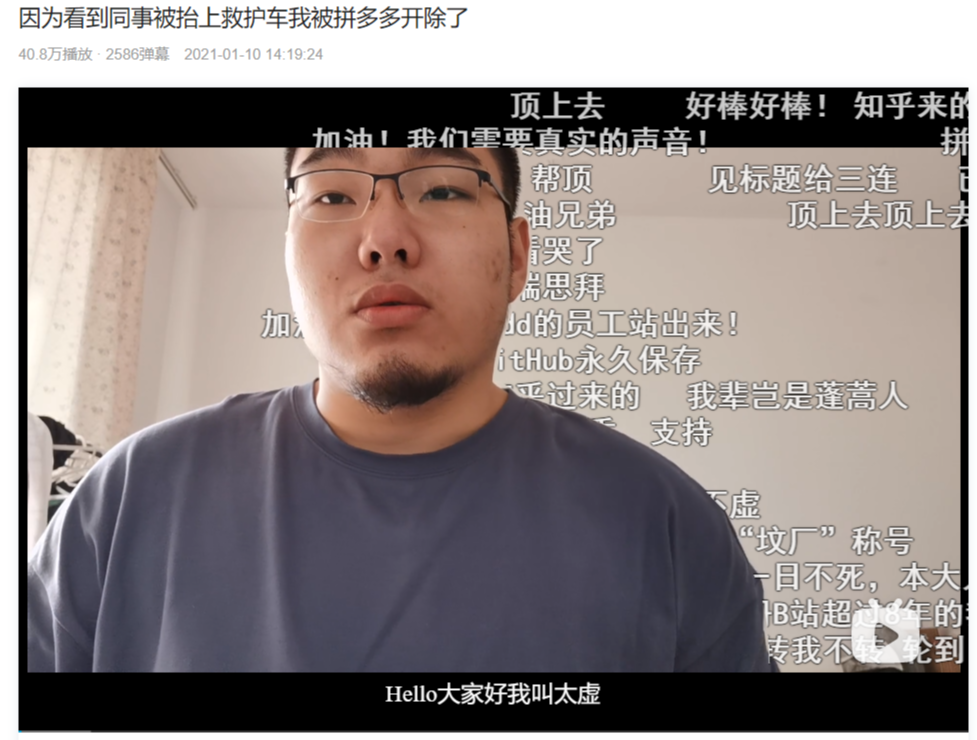 因为看到同事被抬上救护车我被拼多多开除了
40.8万播放 · 2586弹幕 2021-01-10 14:19:24
顶上去 好棒好棒！ 知乎来的
加油！我们需要真实的声音！ 拼
帮顶 见标题给三连
油兄弟 顶上去顶上去
看哭了
瑞思拜
加 dd的员工站出来！
itHub永久保存
乎过来的 我辈岂是蓬蒿人
支持
不虚
“坟厂”称号
一日不死，本大
B站超过8年的
转我不转 轮到
Hello大家好我叫太虚